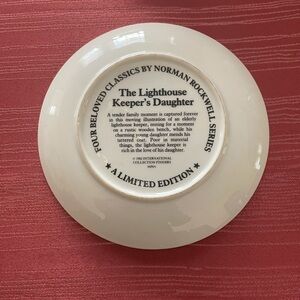 FOUR BELOVED CLASSICS BY NORMAN ROCKWELL SERIES
The Lighthouse
Keeper's Daughter
A tender family moment is captured forever
in this moving illustration of an elderly
lighthouse keeper, resting for a moment
on a rustic wooden bench, while his
charming young daughter mends his
tattered coat. Poor in material
things, the lighthouse keeper is
rich in the love of his daughter.
© 1982 INTERNATIONAL
COLLECTION FINDERS
★ A LIMITED EDITION ★